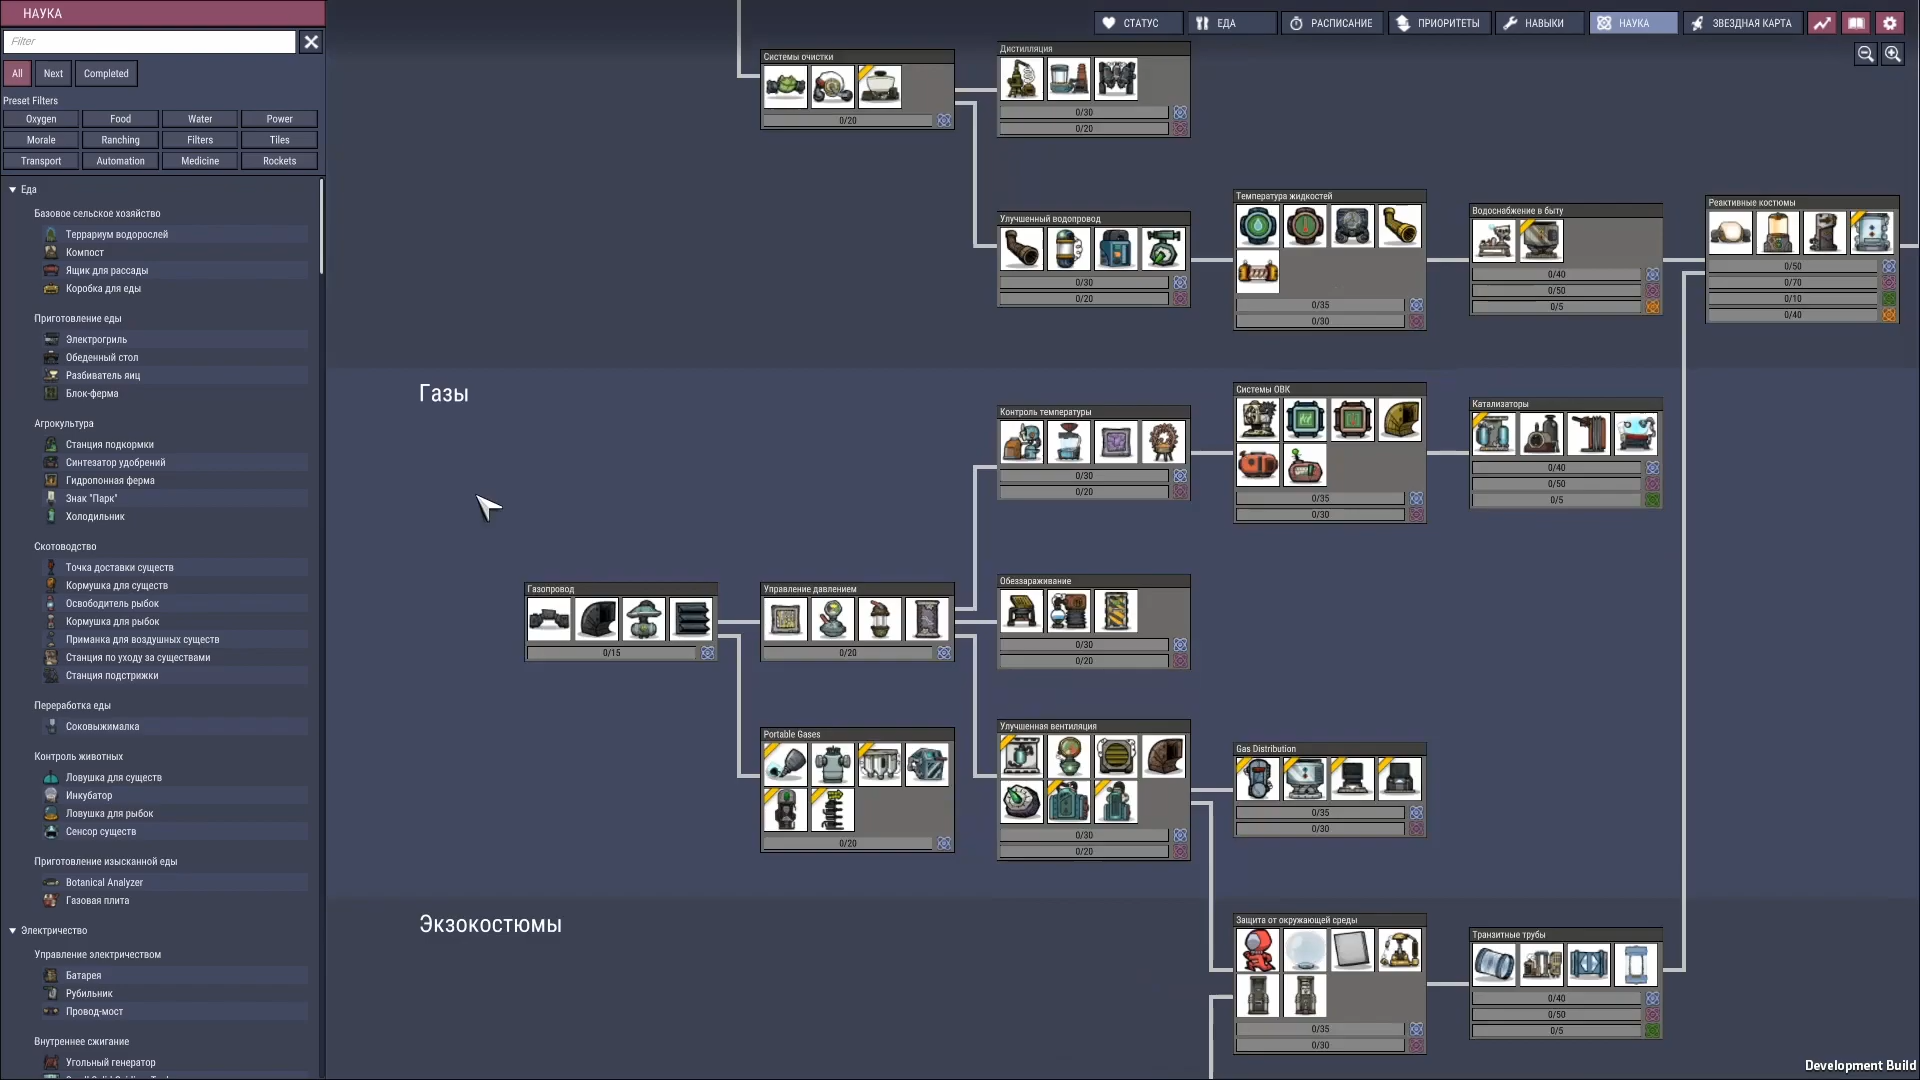 НАУКА
СТАТУС
ЕДА
РАСПИСАНИЕ
ПРИОРИТЕТЫ
НАВЫКИ
НАУКА
ЗВЕЗДНАЯ КАРТА
Filter
All
Next
Completed
Preset Filters
Oxygen
Food
Water
Power
Morale
Ranching
Filters
Tiles
Transport
Automation
Medicine
Rockets
Еда
Базовое сельское хозяйство
Террариум водорослей
Компост
Ящик для рассады
Коробка для еды
Приготовление еды
Электрогриль
Обеденный стол
Разбиватель яиц
Блок-ферма
Агрокультура
Станция подкормки
Синтезатор удобрений
Гидропонная ферма
Знак "Парк"
Холодильник
Скотоводство
Точка доставки существ
Кормушка для существ
Освободитель рыбок
Кормушка для рыбок
Приманка для воздушных существ
Станция по уходу за существами
Станция подстрижки
Переработка еды
Соковыжималка
Контроль животных
Ловушка для существ
Инкубатор
Ловушка для рыбок
Сенсор существ
Приготовление изысканной еды
Botanical Analyzer
Газовая плита
Электричество
Управление электричеством
Батарея
Рубильник
Провод-мост
Внутреннее сжигание
Угольный генератор
Системы очистки
0/20
Дистилляция
0/30
0/20
Улучшенный водопровод
0/30
0/20
Температура жидкостей
0/35
0/30
Водоснабжение в быту
0/40
0/50
0/5
Реактивные костюмы
0/50
0/70
0/10
0/40
Газы
Контроль температуры
0/30
0/20
Системы ОВК
0/35
0/30
Катализаторы
0/40
0/50
0/5
Газопровод
0/15
Управление давлением
0/20
Обеззараживание
0/30
0/20
Portable Gases
0/20
Улучшенная вентиляция
0/30
0/20
Gas Distribution
0/35
0/30
Экзокостюмы
Защита от окружающей среды
0/35
0/30
Транзитные трубы
0/40
0/50
0/5
Development Build